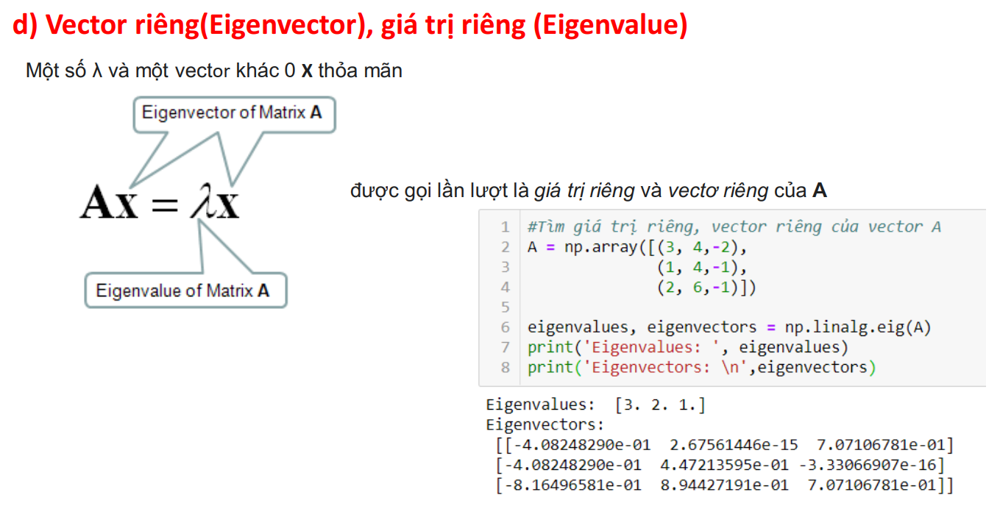 d) Vector riêng(Eigenvector), giá trị riêng (Eigenvalue)
Một số λ và một vector khác 0 x thỏa mãn
Eigenvector of Matrix A
Ax = λx
Eigenvalue of Matrix A
được gọi lần lượt là giá trị riêng và vectơ riêng của A
1 #Tìm giá trị riêng, vector riêng của vector A
2 A = np.array([(3, 4,-2),
3 (1, 4,-1),
4 (2, 6,-1)])
5
6 eigenvalues, eigenvectors = np.linalg.eig(A)
7 print('Eigenvalues: ', eigenvalues)
8 print('Eigenvectors: \n',eigenvectors)
Eigenvalues: [3. 2. 1.]
Eigenvectors:
[[-4.08248290e-01 2.67561446e-15 7.07106781e-01]
[-4.08248290e-01 4.47213595e-01 -3.33066907e-16]
[-8.16496581e-01 8.94427191e-01 7.07106781e-01]]